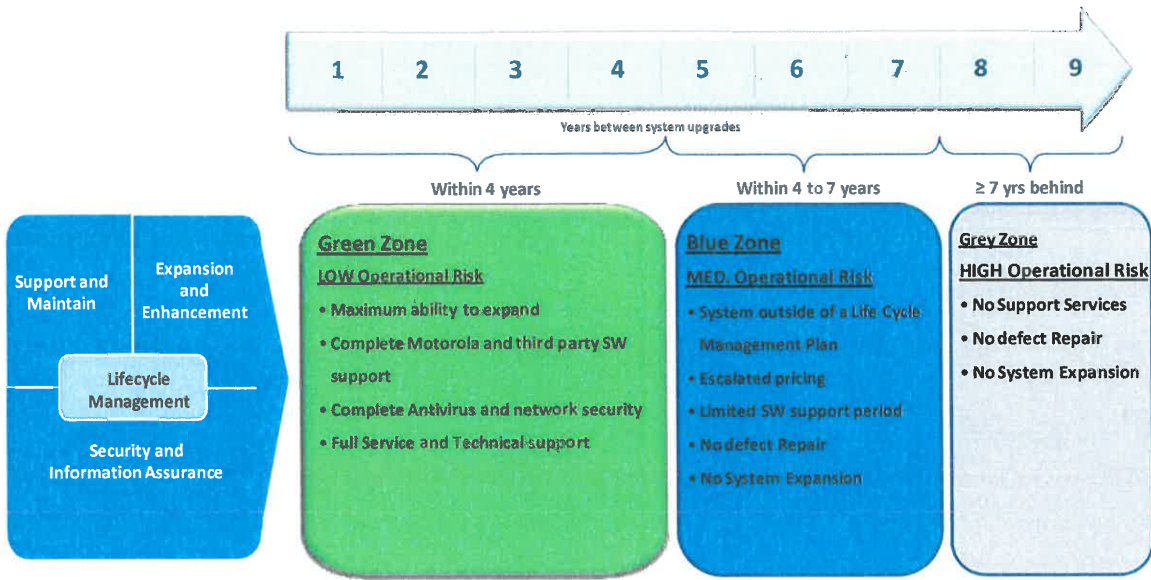 1 2 3 4 5 6 7 8 9
Years between system upgrades
Within 4 years
Within 4 to 7 years
≥ 7 yrs behind
Support and
Maintain
Expansion
and
Enhancement
Lifecycle
Management
Security and
Information Assurance
Green Zone
LOW Operational Risk
• Maximum ability to expand
• Complete Motorola and third party SW
support
• Complete Antivirus and network security
• Full Service and Technical support
Blue Zone
MED. Operational Risk
• System outside of a Life Cycle
Management Plan
• Escalated pricing
• Limited SW support period
• No defect Repair
• No System Expansion
Grey Zone
HIGH Operational Risk
• No Support Services
• No defect Repair
• No System Expansion